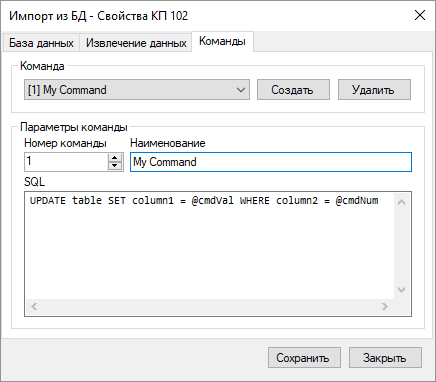 Импорт из БД - Свойства КП 102
База данных Извлечение данных Команды
Команда
[1] My Command Создать Удалить
Параметры команды
Номер команды Наименование
1 My Command
SQL
UPDATE table SET column1 = @cmdVal WHERE column2 = @cmdNum
Сохранить Закрыть